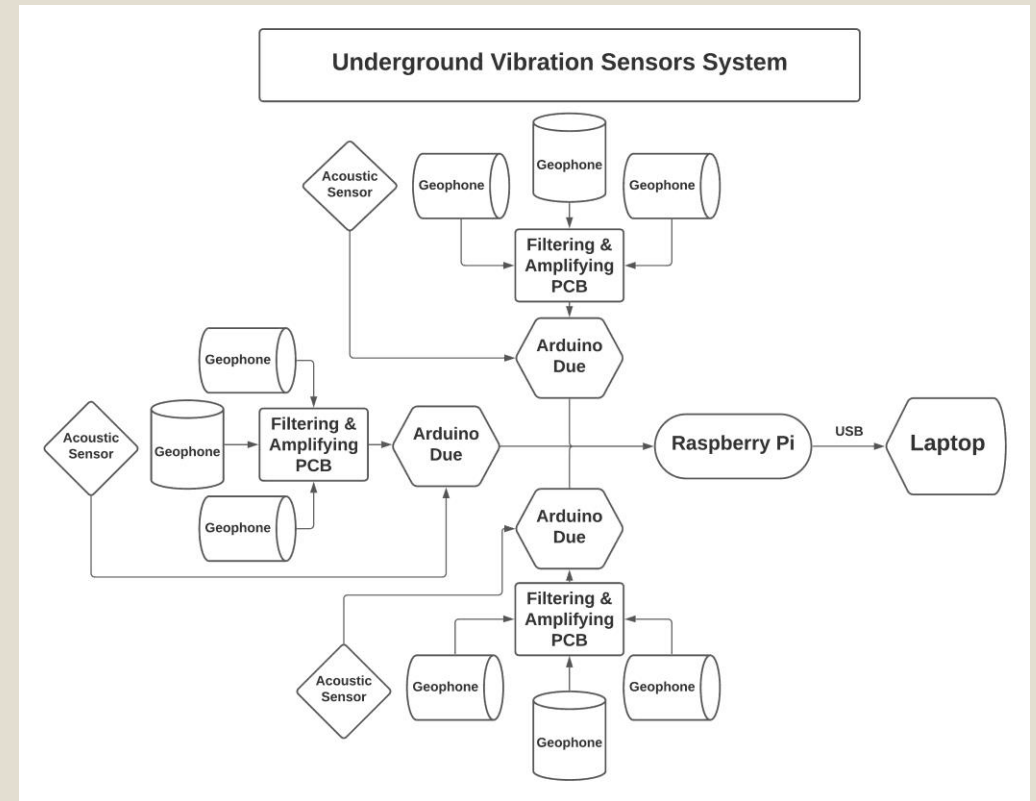 Underground Vibration Sensors System
Acoustic
Sensor
Geophone
Geophone
Geophone
Filtering &
Amplifying
PCB
Arduino
Due
Geophone
Acoustic
Sensor
Geophone
Filtering &
Amplifying
PCB
Arduino
Due
Geophone
Raspberry Pi
USB
Laptop
Arduino
Due
Filtering &
Amplifying
PCB
Acoustic
Sensor
Geophone
Geophone
Geophone